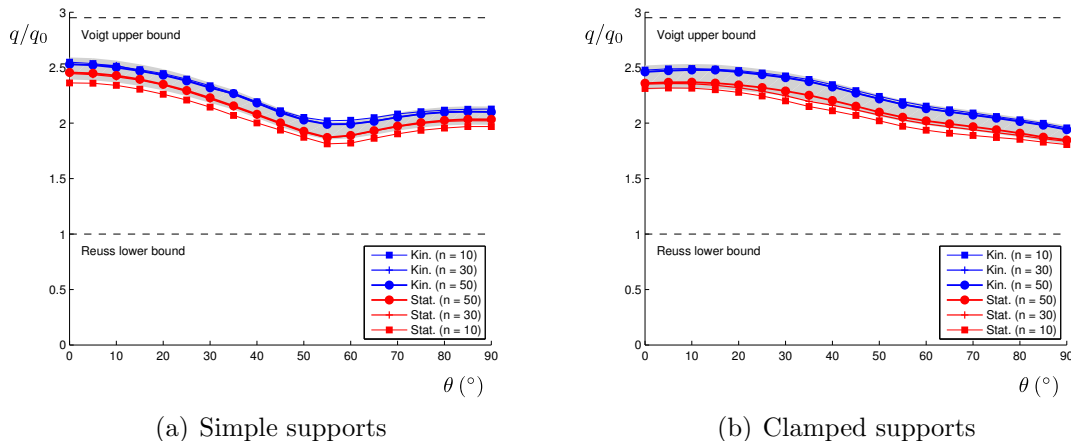 q/q0
3
2.5
2
1.5
1
0.5
0
Voigt upper bound
Reuss lower bound
Kin. (n = 10)
Kin. (n = 30)
Kin. (n = 50)
Stat. (n = 50)
Stat. (n = 30)
Stat. (n = 10)
0 10 20 30 40 50 60 70 80 90
θ (°)
(a) Simple supports
q/q0
3
2.5
2
1.5
1
0.5
0
Voigt upper bound
Reuss lower bound
Kin. (n = 10)
Kin. (n = 30)
Kin. (n = 50)
Stat. (n = 50)
Stat. (n = 30)
Stat. (n = 10)
0 10 20 30 40 50 60 70 80 90
θ (°)
(b) Clamped supports